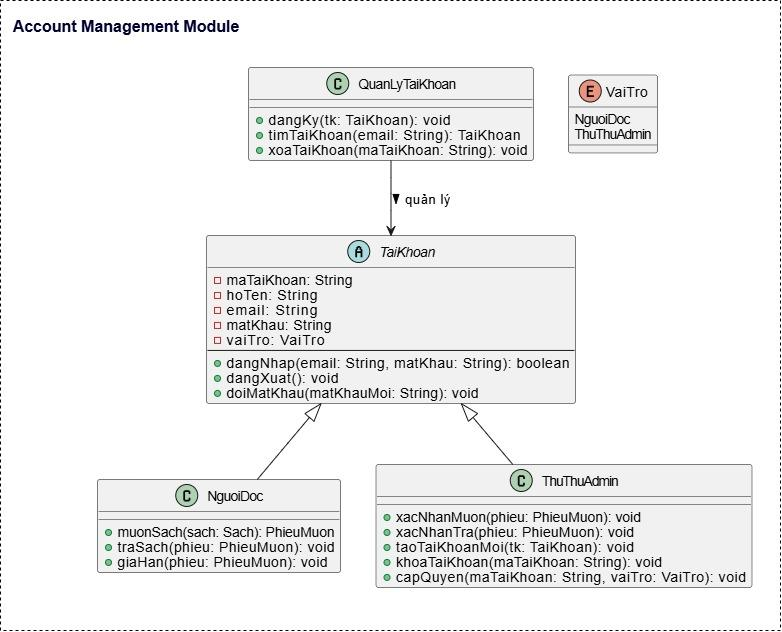 Account Management Module
C QuanLyTaiKhoan
dangKy(tk: TaiKhoan): void
timTaiKhoan(email: String): TaiKhoan
xoaTaiKhoan(maTaiKhoan: String): void
E VaiTro
NguoiDoc
ThuThuAdmin
quản lý
A TaiKhoan
maTaiKhoan: String
hoTen: String
email: String
matKhau: String
vaiTro: VaiTro
dangNhap(email: String, matKhau: String): boolean
dangXuat(): void
doiMatKhau(matKhauMoi: String): void
C NguoiDoc
muonSach(sach: Sach): PhieuMuon
traSach(phieu: PhieuMuon): void
giaHan(phieu: PhieuMuon): void
C ThuThuAdmin
xacNhanMuon(phieu: PhieuMuon): void
xacNhanTra(phieu: PhieuMuon): void
taoTaiKhoanMoi(tk: TaiKhoan): void
khoaTaiKhoan(maTaiKhoan: String): void
capQuyen(maTaiKhoan: String, vaiTro: VaiTro): void